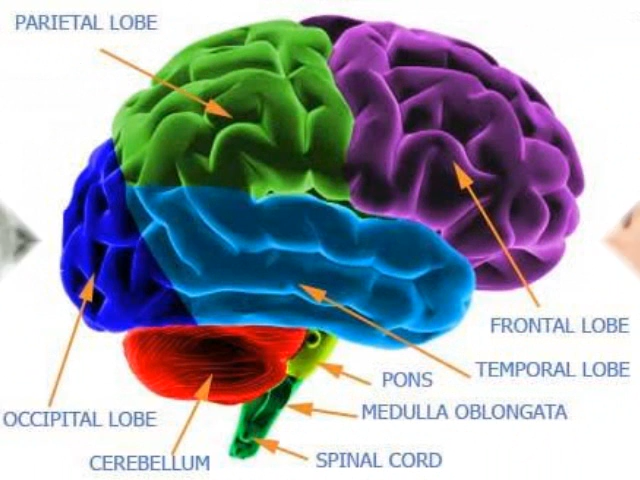 PARIETAL LOBE
FRONTAL LOBE
TEMPORAL LOBE
PONS
MEDULLA OBLONGATA
OCCIPITAL LOBE
CEREBELLUM
SPINAL CORD